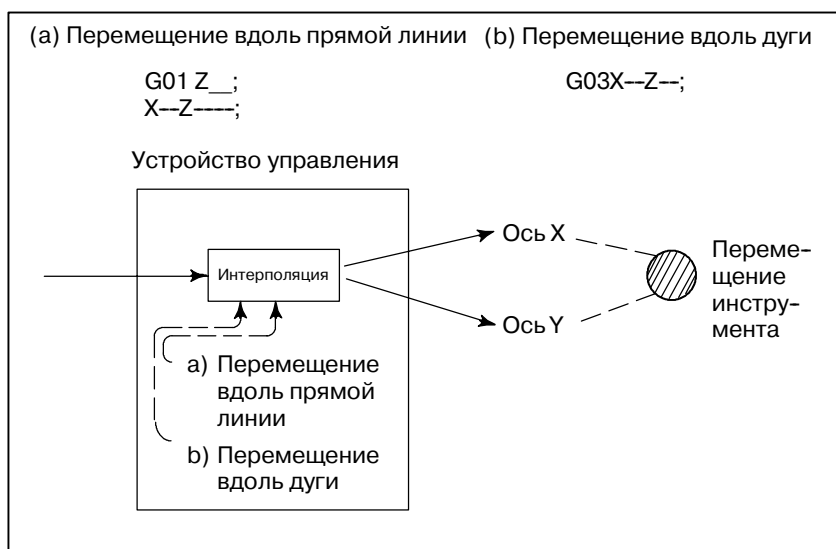 (a) Перемещение вдоль прямой линии
(b) Перемещение вдоль дуги
G01 Z__;
X--Z----;
G03X--Z--;
Устройство управления
Интерполяция
Ось X
Ось Y
Переме-
щение
инстру-
мента
a) Перемещение
вдоль прямой
линии
b) Перемещение
вдоль дуги